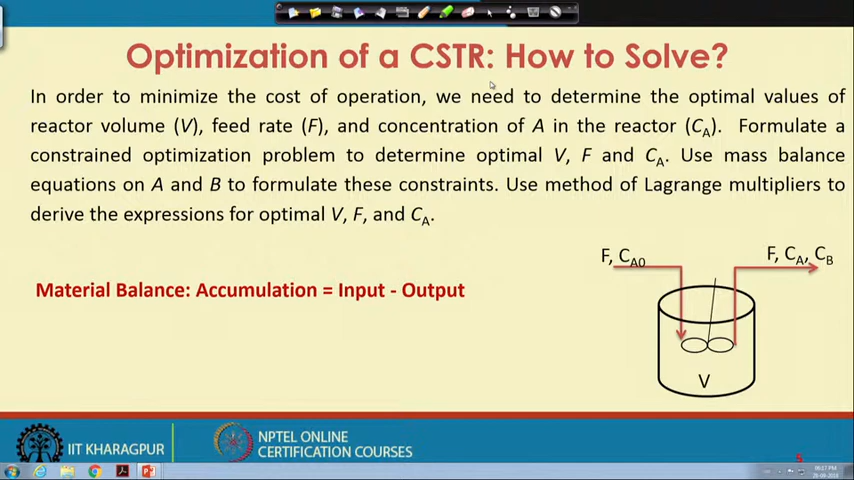 Optimization of a CSTR: How to Solve?
In order to minimize the cost of operation, we need to determine the optimal values of
reactor volume (V), feed rate (F), and concentration of A in the reactor (CA). Formulate a
constrained optimization problem to determine optimal V, F and CA. Use mass balance
equations on A and B to formulate these constraints. Use method of Lagrange multipliers to
derive the expressions for optimal V, F, and CA.
F, CA0
F, CA, CB
Material Balance: Accumulation = Input - Output
V
IIT KHARAGPUR
NPTEL ONLINE
CERTIFICATION COURSES
5